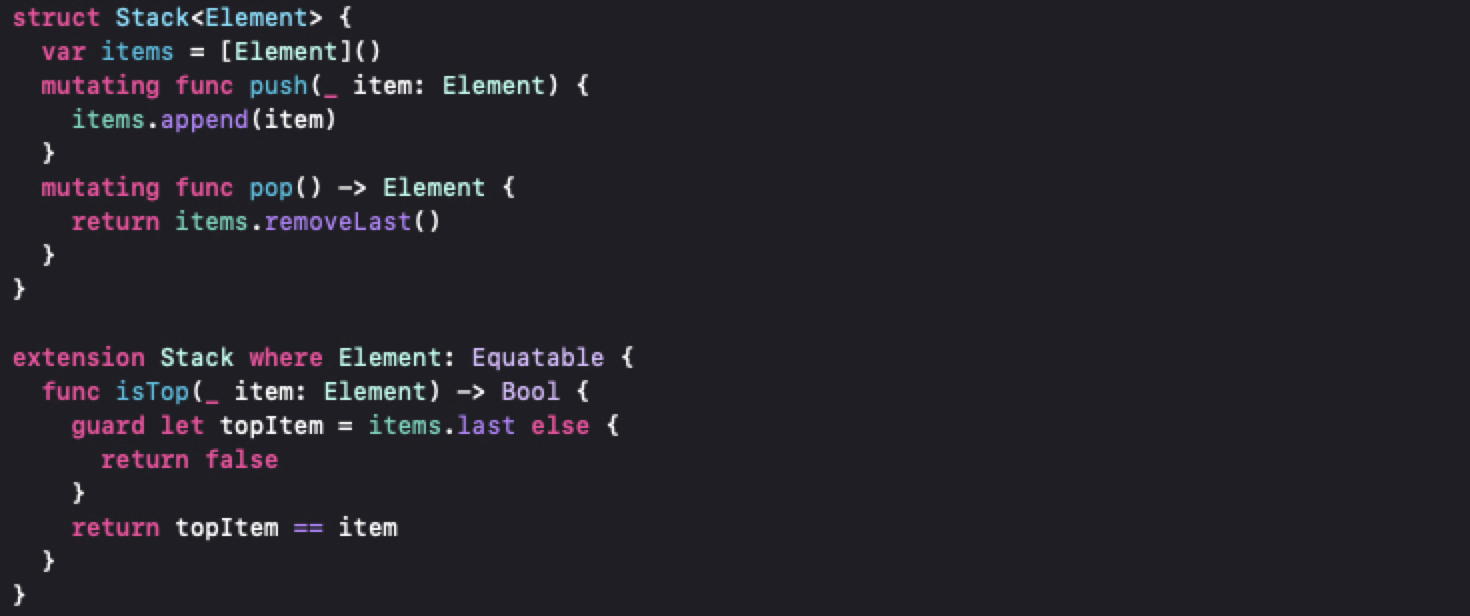 struct Stack<Element> {
  var items = [Element]()
  mutating func push(_ item: Element) {
    items.append(item)
  }
  mutating func pop() -> Element {
    return items.removeLast()
  }
}

extension Stack where Element: Equatable {
  func isTop(_ item: Element) -> Bool {
    guard let topItem = items.last else {
      return false
    }
    return topItem == item
  }
}